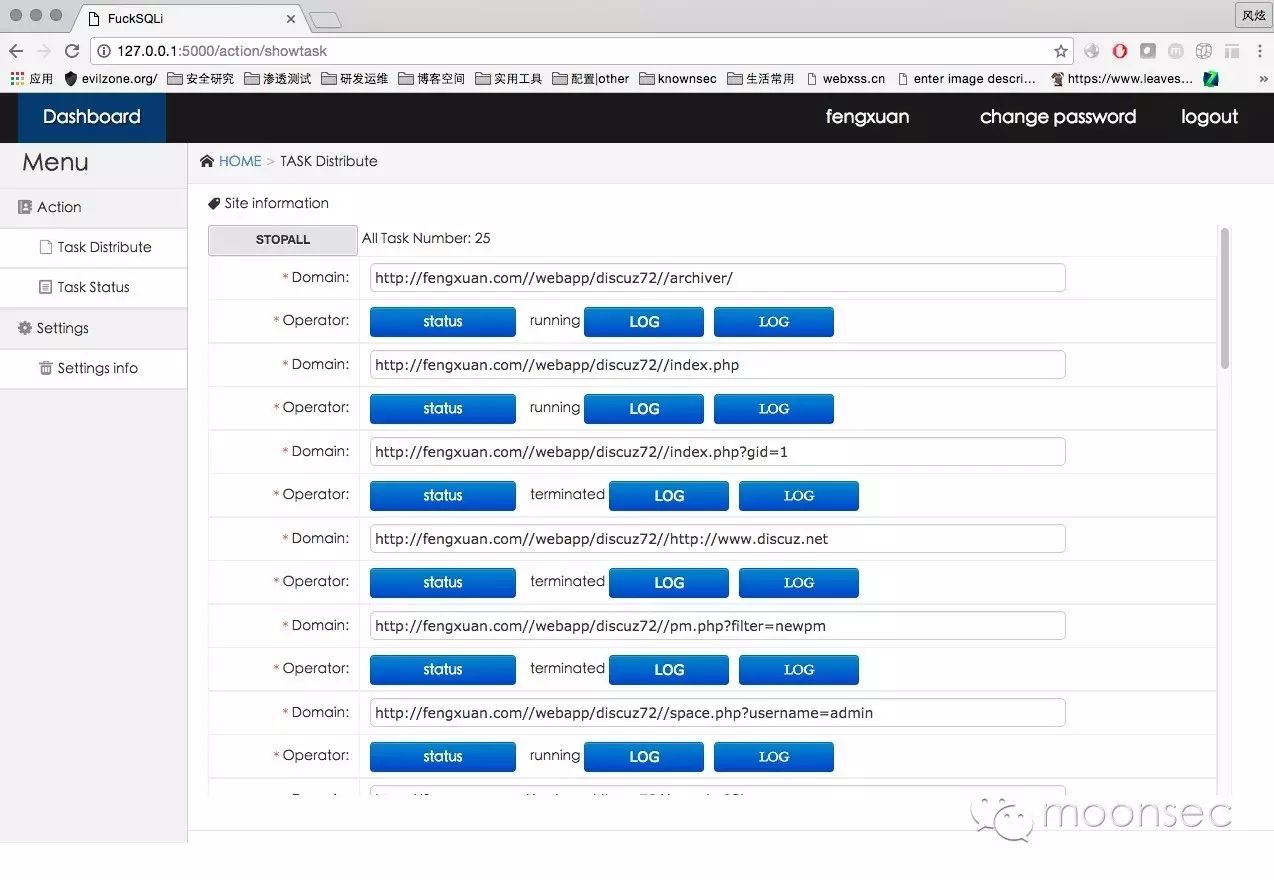 FuckSQLi
风炫
127.0.0.1:5000/action/showtask
应用 evilzone.org/ 安全研究 渗透测试 研发运维 博客空间 实用工具 配置|other knownsec 生活常用 webxss.cn enter image descri... https://www.leaves... »
Dashboard fengxuan change password logout
Menu
HOME > TASK Distribute
Action
Site information
Task Distribute
STOPALL All Task Number: 25
Task Status
* Domain: http://fengxuan.com//webapp/discuz72//archiver/
Settings
* Operator: status running LOG LOG
Settings info
* Domain: http://fengxuan.com//webapp/discuz72//index.php
* Operator: status running LOG LOG
* Domain: http://fengxuan.com//webapp/discuz72//index.php?gid=1
* Operator: status terminated LOG LOG
* Domain: http://fengxuan.com//webapp/discuz72//http://www.discuz.net
* Operator: status terminated LOG LOG
* Domain: http://fengxuan.com//webapp/discuz72//pm.php?filter=newpm
* Operator: status terminated LOG LOG
* Domain: http://fengxuan.com//webapp/discuz72//space.php?username=admin
* Operator: status running LOG LOG
moonsec